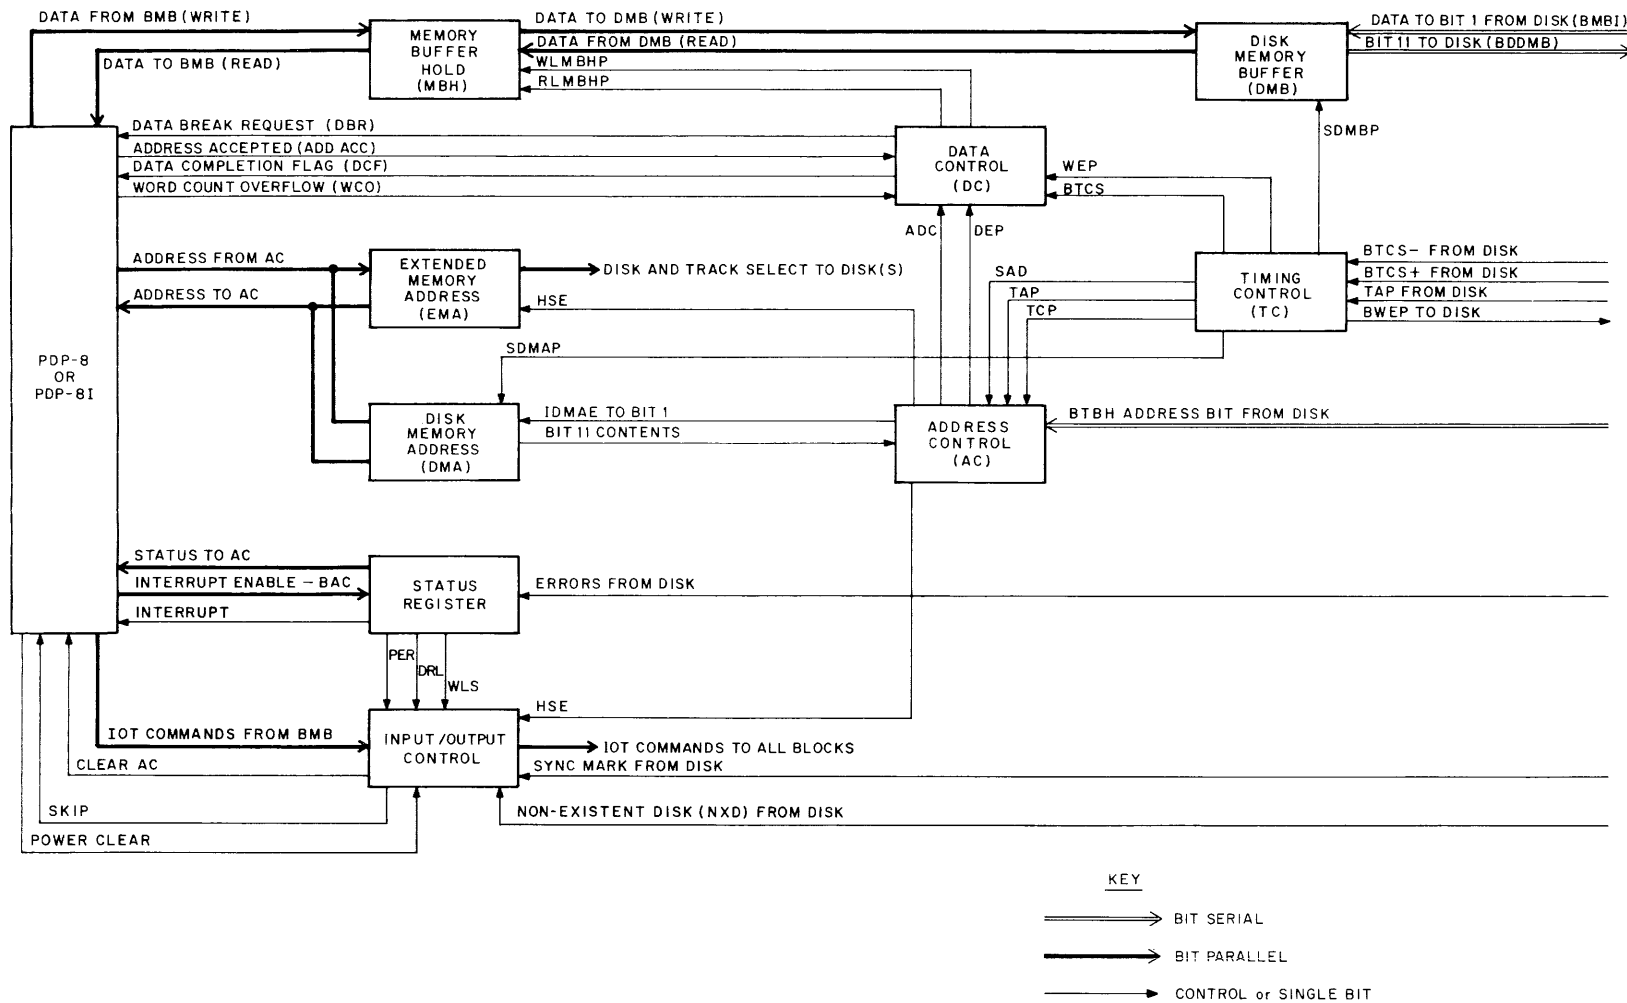 DATA FROM BMB (WRITE)
DATA TO BMB (READ)
MEMORY
BUFFER
HOLD
(MBH)
DATA TO DMB (WRITE)
DATA FROM DMB (READ)
WLMBHP
RLMBHP
DISK
MEMORY
BUFFER
(DMB)
DATA TO BIT 1 FROM DISK (BMBI)
BIT 11 TO DISK (BDDMB)
SDMBP
DATA BREAK REQUEST (DBR)
ADDRESS ACCEPTED (ADD ACC)
DATA COMPLETION FLAG (DCF)
WORD COUNT OVERFLOW (WCO)
DATA
CONTROL
(DC)
WEP
BTCS
ADC
DEP
ADDRESS FROM AC
ADDRESS TO AC
EXTENDED
MEMORY
ADDRESS
(EMA)
DISK AND TRACK SELECT TO DISK(S)
HSE
SAD
TAP
TCP
TIMING
CONTROL
(TC)
BTCS- FROM DISK
BTCS+ FROM DISK
TAP FROM DISK
BWEP TO DISK
PDP-8
OR
PDP-8I
SDMAP
DISK
MEMORY
ADDRESS
(DMA)
IDMAE TO BIT 1
BIT 11 CONTENTS
ADDRESS
CONTROL
(AC)
BTBH ADDRESS BIT FROM DISK
STATUS TO AC
INTERRUPT ENABLE - BAC
INTERRUPT
STATUS
REGISTER
ERRORS FROM DISK
PER
DRL
WLS
HSE
IOT COMMANDS FROM BMB
CLEAR AC
SKIP
POWER CLEAR
INPUT/OUTPUT
CONTROL
IOT COMMANDS TO ALL BLOCKS
SYNC MARK FROM DISK
NON-EXISTENT DISK (NXD) FROM DISK
KEY
BIT SERIAL
BIT PARALLEL
CONTROL or SINGLE BIT